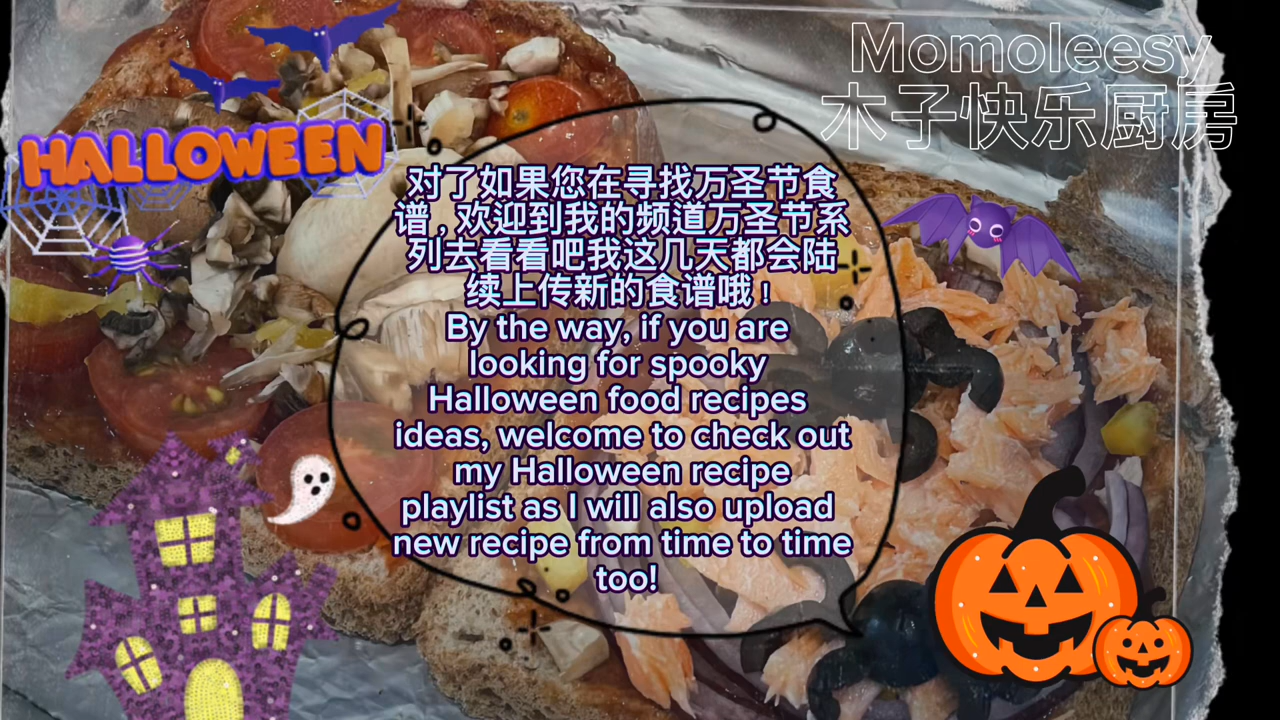 Momoleesy
木子快乐厨房
HALLOWEEN
对了如果您在寻找万圣节食
谱,欢迎到我的频道万圣节系
列去看看吧我这几天都会陆
续上传新的食谱哦!
By the way, if you are
looking for spooky
Halloween food recipes
ideas, welcome to check out
my Halloween recipe
playlist as I will also upload
new recipe from time to time
too!